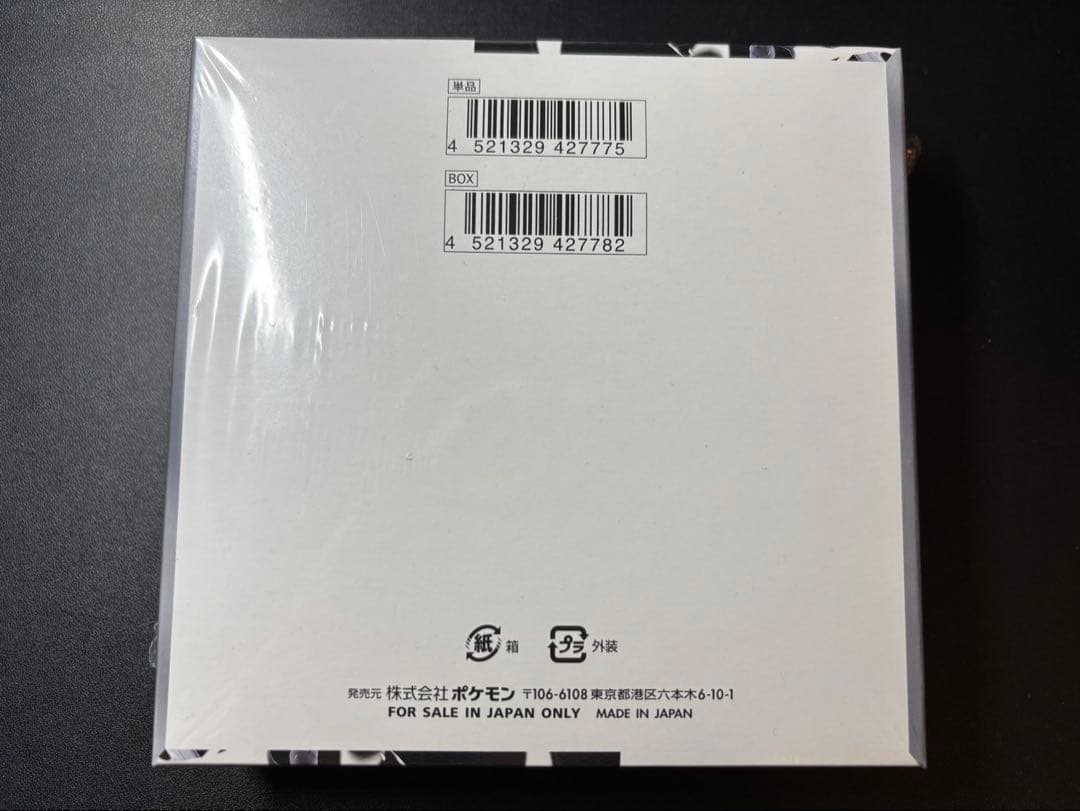 単品
4 521329 427775
BOX
4 521329 427782
紙 箱 プラ 外装
発売元 株式会社 ポケモン 〒106-6108 東京都港区六本木6-10-1
FOR SALE IN JAPAN ONLY MADE IN JAPAN